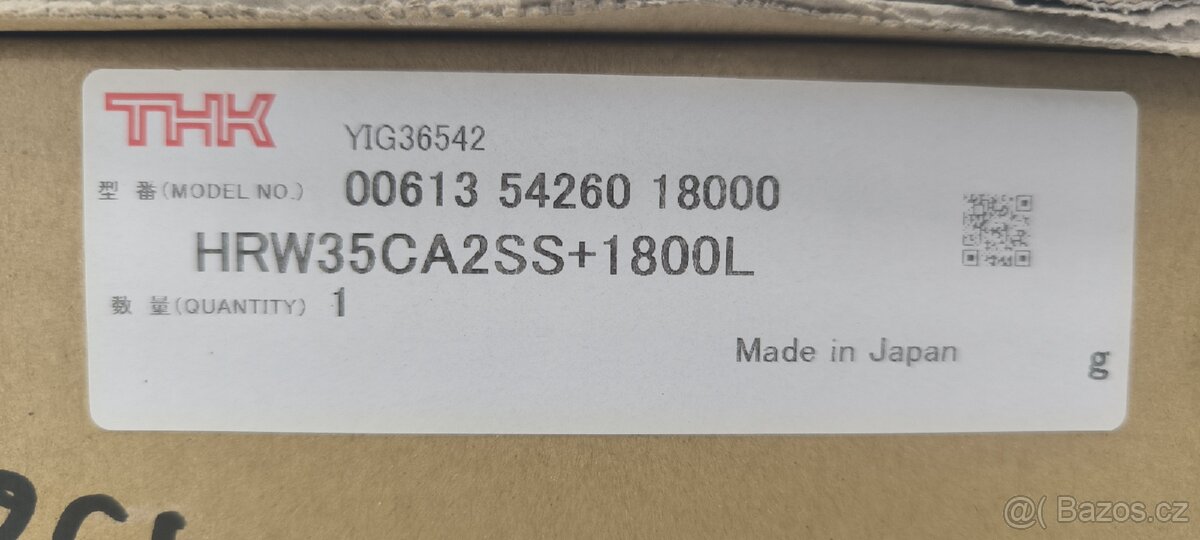 THK
YIG36542
型 番(MODEL NO.) 00613 54260 18000
HRW35CA2SS+1800L
数 量(QUANTITY) 1
Made in Japan
g
@( Bazos.cz